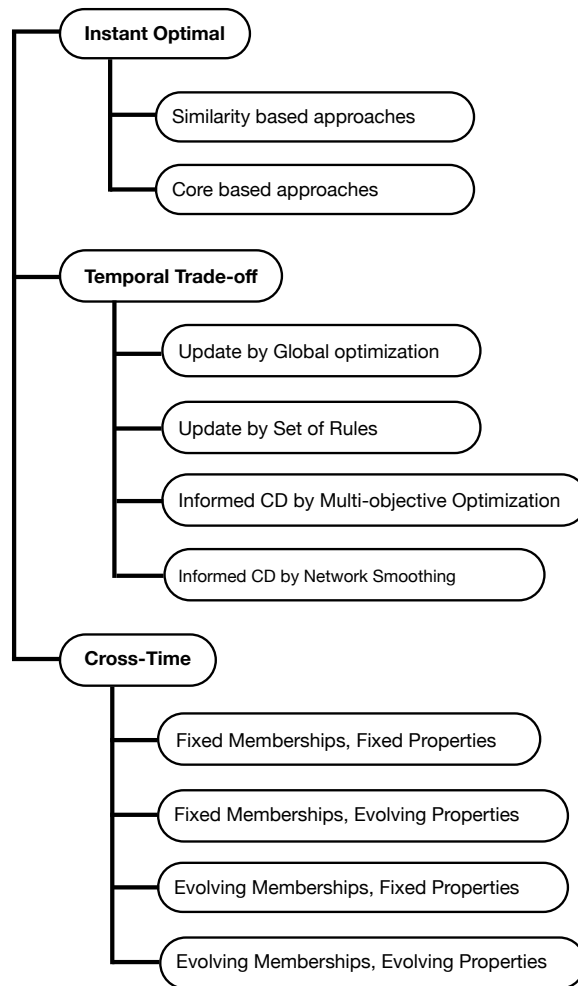 Instant Optimal
Similarity based approaches
Core based approaches
Temporal Trade-off
Update by Global optimization
Update by Set of Rules
Informed CD by Multi-objective Optimization
Informed CD by Network Smoothing
Cross-Time
Fixed Memberships, Fixed Properties
Fixed Memberships, Evolving Properties
Evolving Memberships, Fixed Properties
Evolving Memberships, Evolving Properties